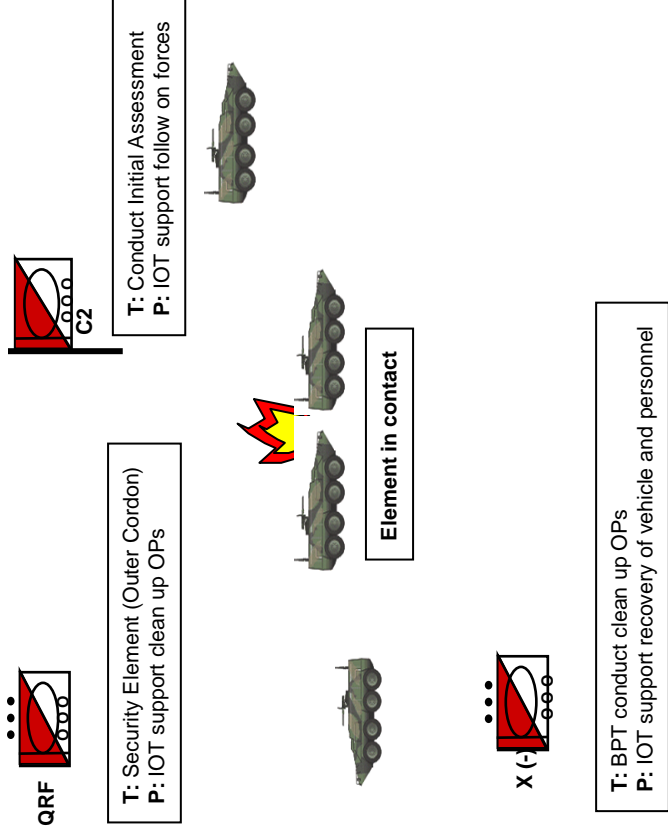 QRF
T: Security Element (Outer Cordon)
P: IOT support clean up OPs
C2
T: Conduct Initial Assessment
P: IOT support follow on forces
Element in contact
X (-)
T: BPT conduct clean up OPs
P: IOT support recovery of vehicle and personnel